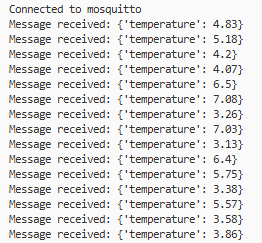 Connected to mosquitto
Message received: {'temperature': 4.83}
Message received: {'temperature': 5.18}
Message received: {'temperature': 4.2}
Message received: {'temperature': 4.07}
Message received: {'temperature': 6.5}
Message received: {'temperature': 7.08}
Message received: {'temperature': 3.26}
Message received: {'temperature': 7.03}
Message received: {'temperature': 3.13}
Message received: {'temperature': 6.4}
Message received: {'temperature': 5.75}
Message received: {'temperature': 3.38}
Message received: {'temperature': 5.57}
Message received: {'temperature': 3.58}
Message received: {'temperature': 3.86}